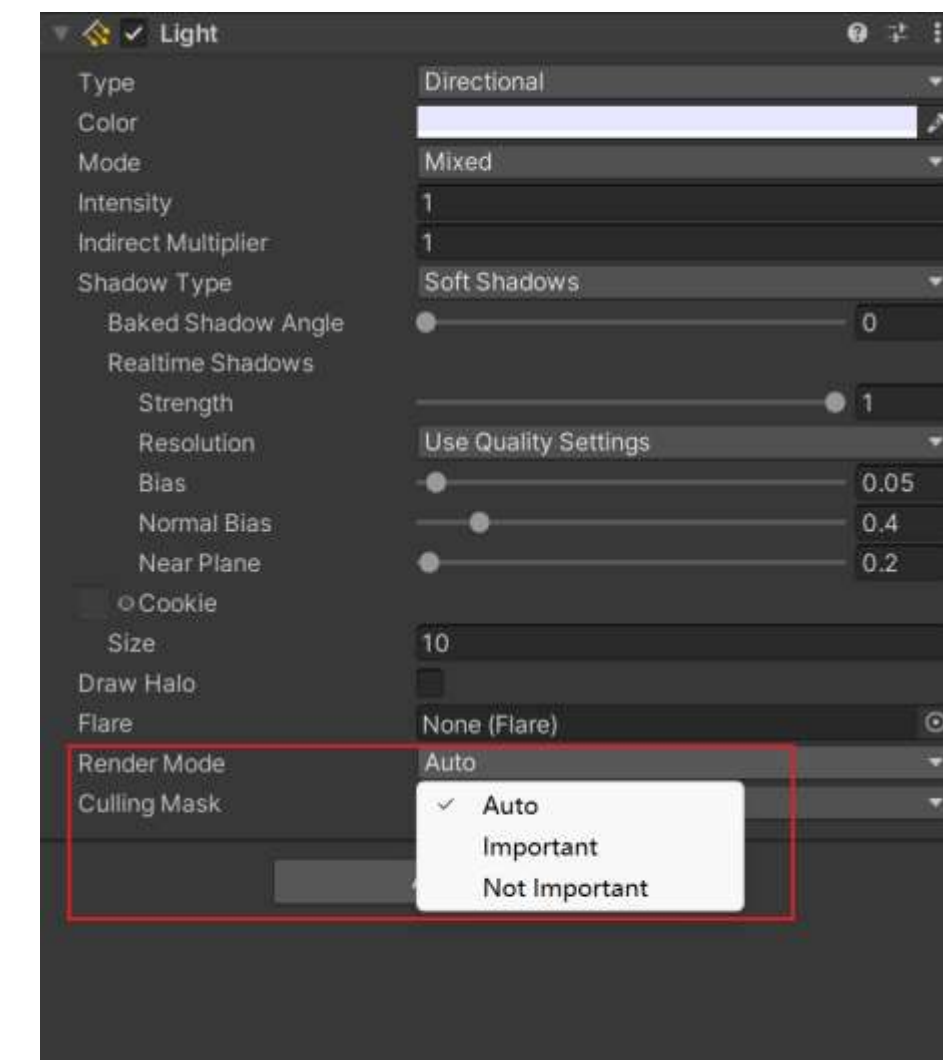 Light
Type Directional
Color
Mode Mixed
Intensity 1
Indirect Multiplier 1
Shadow Type Soft Shadows
Baked Shadow Angle 0
Realtime Shadows
Strength 1
Resolution Use Quality Settings
Bias 0.05
Normal Bias 0.4
Near Plane 0.2
Cookie
Size 10
Draw Halo
Flare None (Flare)
Render Mode Auto
Culling Mask Auto
Important
Not Important